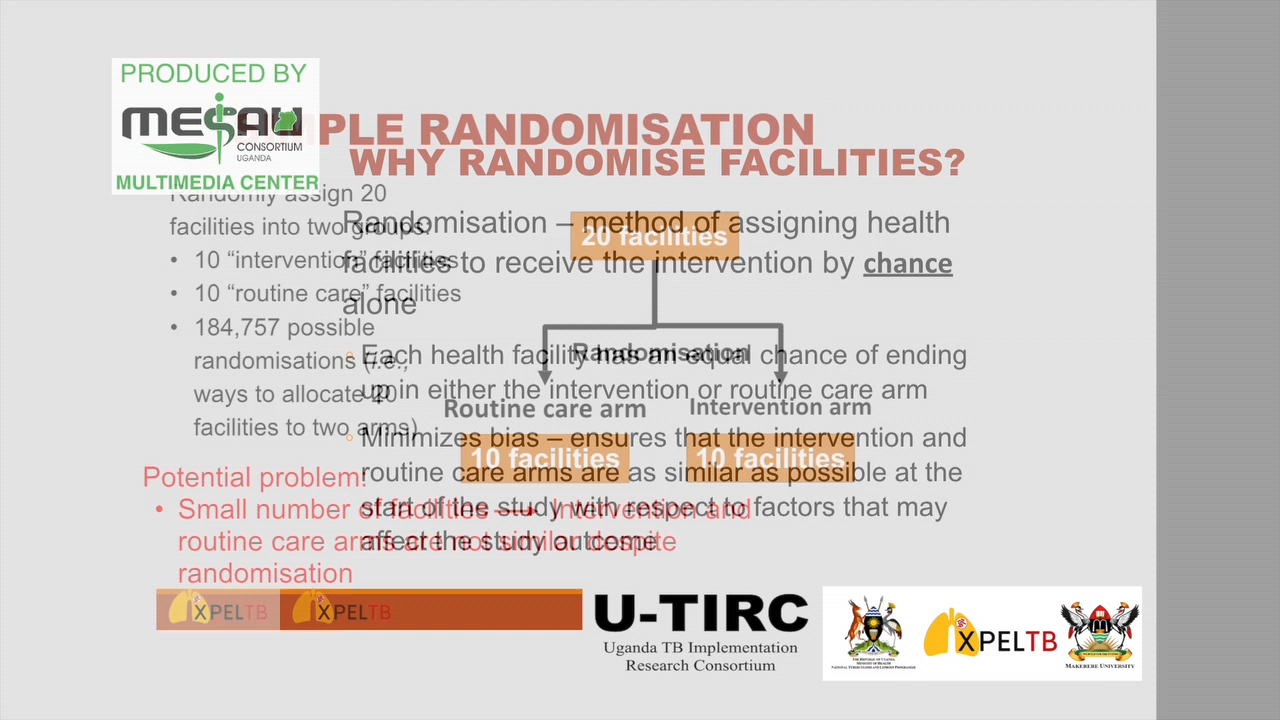 PRODUCED BY
MESAU
CONSORTIUM
UGANDA
MULTIMEDIA CENTER
PLE RANDOMISATION
Randomly assign 20
facilities into two groups:
• 10 “intervention” facilities
• 10 “routine care” facilities
• 184,757 possible
randomisations (i.e.,
ways to allocate 20
facilities to two arms)
Potential problem!
• Small number of facilities → Intervention and
routine care arms are not similar despite
randomisation
20 facilities
Randomisation
Routine care arm
Intervention arm
10 facilities
10 facilities
WHY RANDOMISE FACILITIES?
Randomisation – method of assigning health
facilities to receive the intervention by chance
alone
Each health facility has an equal chance of ending
up in either the intervention or routine care arm
Minimizes bias – ensures that the intervention and
routine care arms are as similar as possible at the
start of the study with respect to factors that may
affect the study outcome
XPELTB
XPELTB
U-TIRC
Uganda TB Implementation
Research Consortium
XPELTB
MAKERERE UNIVERSITY